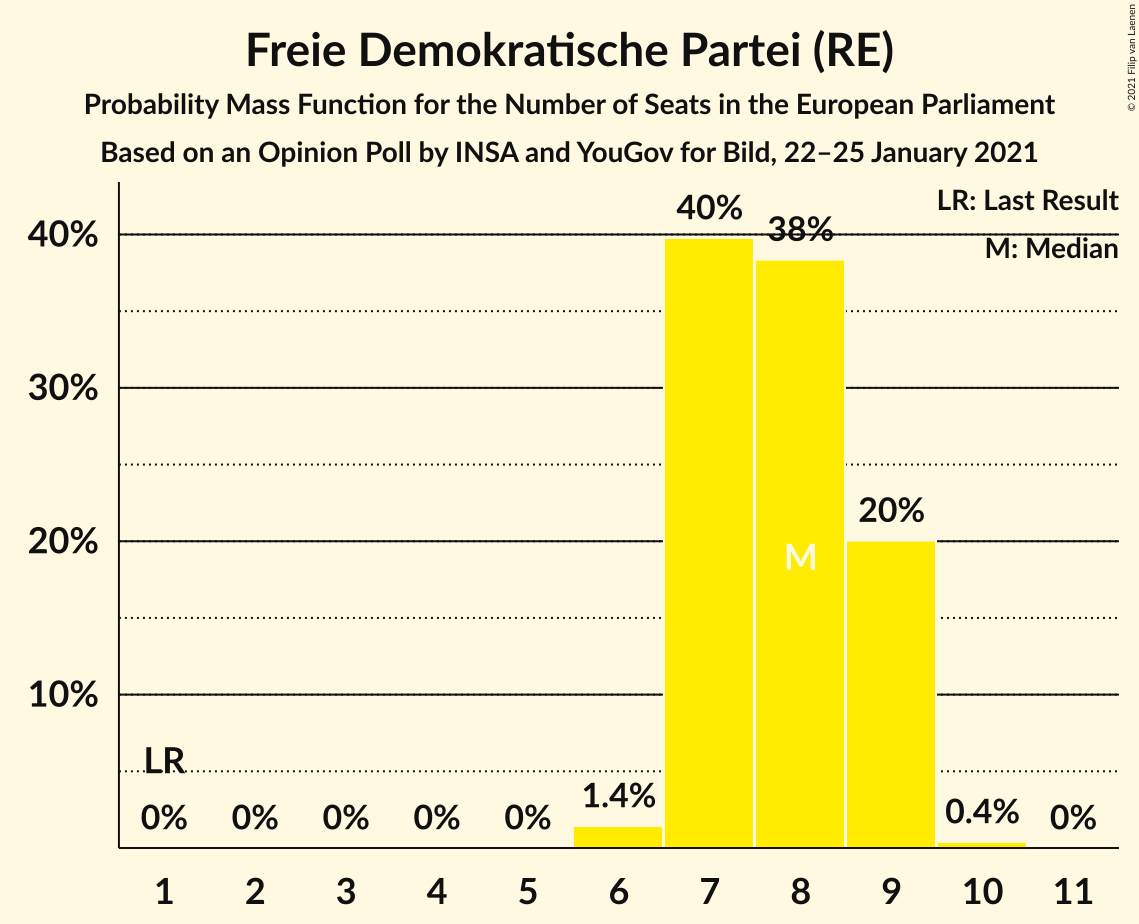 Freie Demokratische Partei (RE)
Probability Mass Function for the Number of Seats in the European Parliament
Based on an Opinion Poll by INSA and YouGov for Bild, 22–25 January 2021
© 2021 Filip van Laenen
LR: Last Result
M: Median
40%
30%
20%
10%
40%
38%
20%
M
LR
0%
0%
0%
0%
0%
1.4%
0.4%
0%
1 2 3 4 5 6 7 8 9 10 11